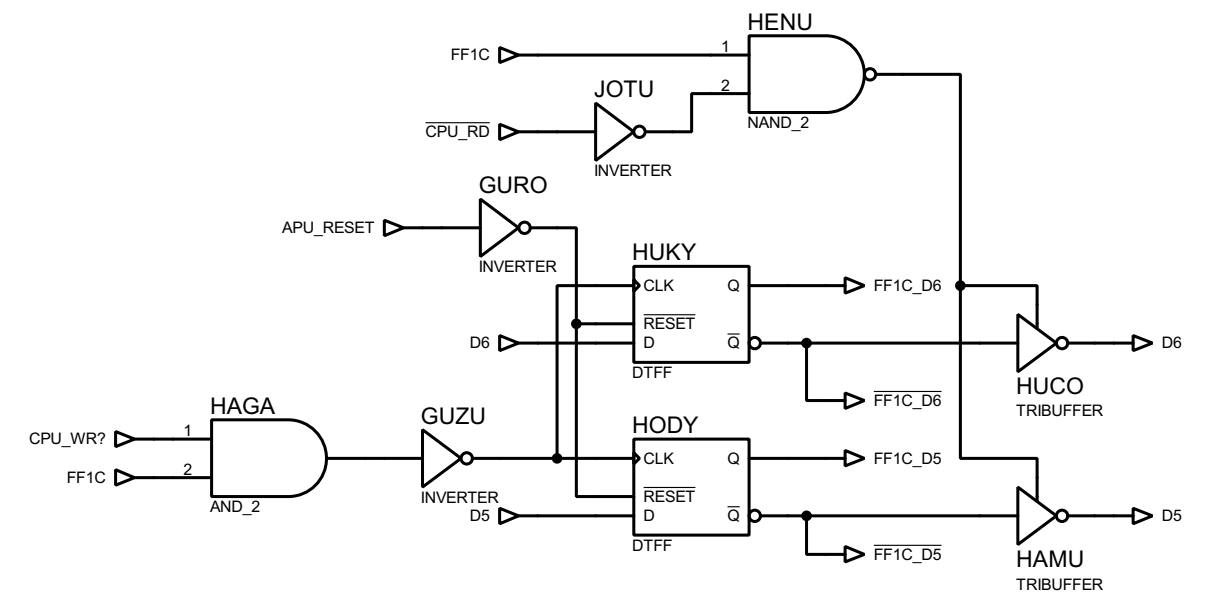 HENU
FF1C
1
2
NAND_2
JOTU
CPU_RD
INVERTER
GURO
APU_RESET
INVERTER
HUKY
CLK
Q
FF1C_D6
RESET
D6
D
Q
D6
DTFF
HUCO
FF1C_D6
TRIBUFFER
HAGA
GUZU
HODY
CPU_WR?
1
CLK
Q
FF1C_D5
FF1C
2
AND_2
INVERTER
RESET
D5
D
Q
D5
DTFF
FF1C_D5
HAMU
TRIBUFFER